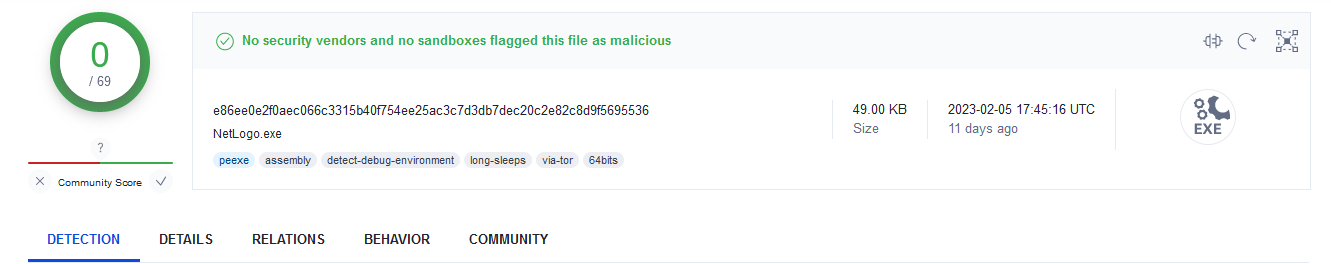 0
/ 69
?
Community Score
No security vendors and no sandboxes flagged this file as malicious
e86ee0e2f0aec066c3315b40f754ee25ac3c7d3db7dec20c2e82c8d9f5695536
NetLogo.exe
peexe assembly detect-debug-environment long-sleeps via-tor 64bits
49.00 KB
Size
2023-02-05 17:45:16 UTC
11 days ago
EXE
DETECTION DETAILS RELATIONS BEHAVIOR COMMUNITY